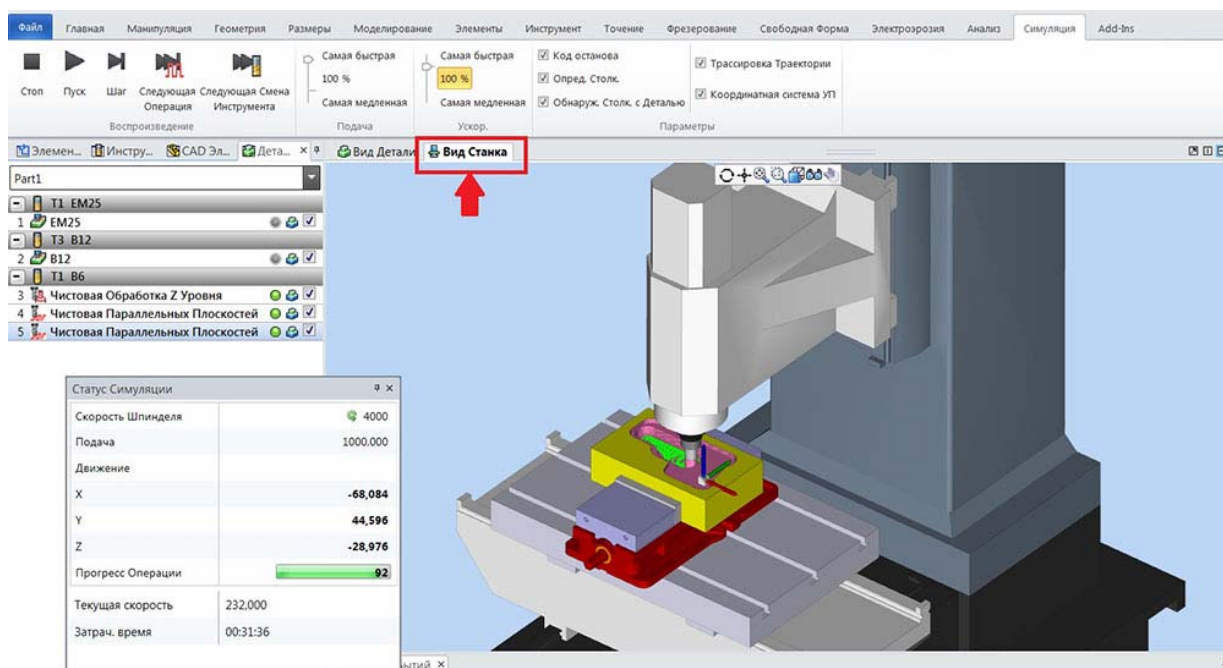 Файл Главная Манипуляция Геометрия Размеры Моделирование Элементы Инструмент Точение Фрезерование Свободная Форма Электроэрозия Анализ Симуляция Add-Ins
Стоп
Пуск
Шаг
Следующая Операция
Следующая Смена Инструмента
Воспроизведение
Самая быстрая
100 %
Самая медленная
Подача
Самая быстрая
100 %
Самая медленная
Ускор.
Код останова
Опред. Столк.
Обнаруж. Столк. с Деталью
Трассировка Траектории
Координатная система УП
Параметры
Элемен... Инстру... CAD Эл... Дета...
Вид Детали Вид Станка
Part1
T1 EM25
1 EM25
T3 B12
2 B12
T1 B6
3 Чистовая Обработка Z Уровня
4 Чистовая Параллельных Плоскостей
5 Чистовая Параллельных Плоскостей
Статус Симуляции
Скорость Шпинделя 4000
Подача 1000.000
Движение
X -68,084
Y 44,596
Z -28,976
Прогресс Операции 92
Текущая скорость 232,000
Затрач. время 00:31:36